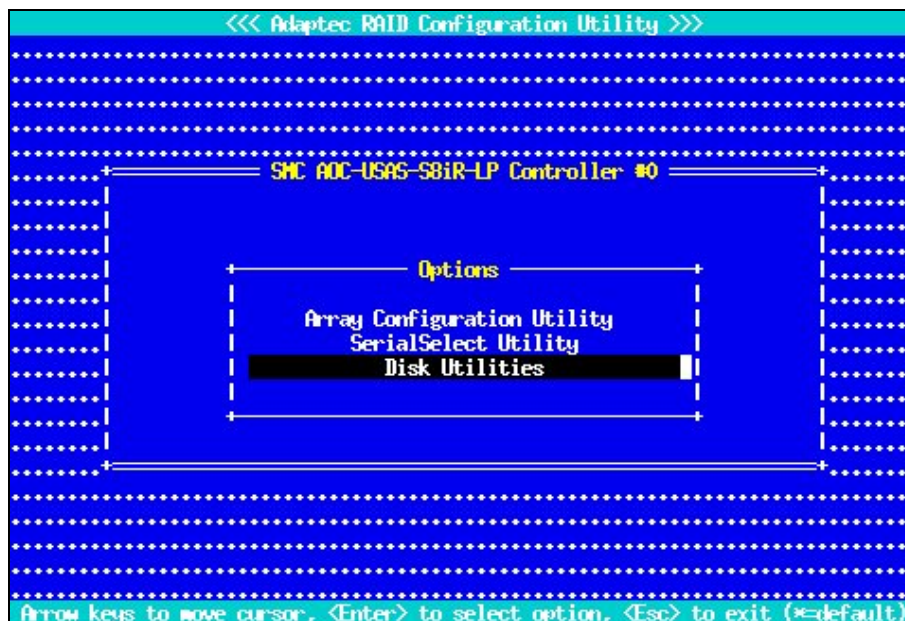 <<< Adaptec RAID Configuration Utility >>>
SMC AOC-USAS-S8iR-LP Controller #0
Options
Array Configuration Utility
SerialSelect Utility
Disk Utilities
Arrow keys to move cursor, <Enter> to select option, <Esc> to exit (*=default)